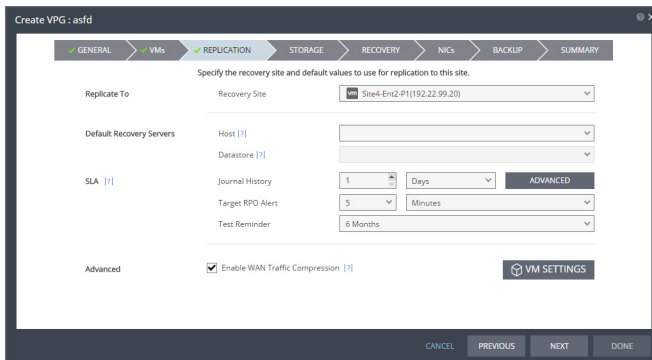 Create VPG : asfd
GENERAL VMs REPLICATION STORAGE RECOVERY NICs BACKUP SUMMARY
Specify the recovery site and default values to use for replication to this site.
Replicate To Recovery Site vm Site4-Ent2-P1(192.22.99.20)
Default Recovery Servers Host [?]
Datastore [?]
SLA [?] Journal History 1 Days ADVANCED
Target RPO Alert 5 Minutes
Test Reminder 6 Months
Advanced Enable WAN Traffic Compression [?] VM SETTINGS
CANCEL PREVIOUS NEXT DONE